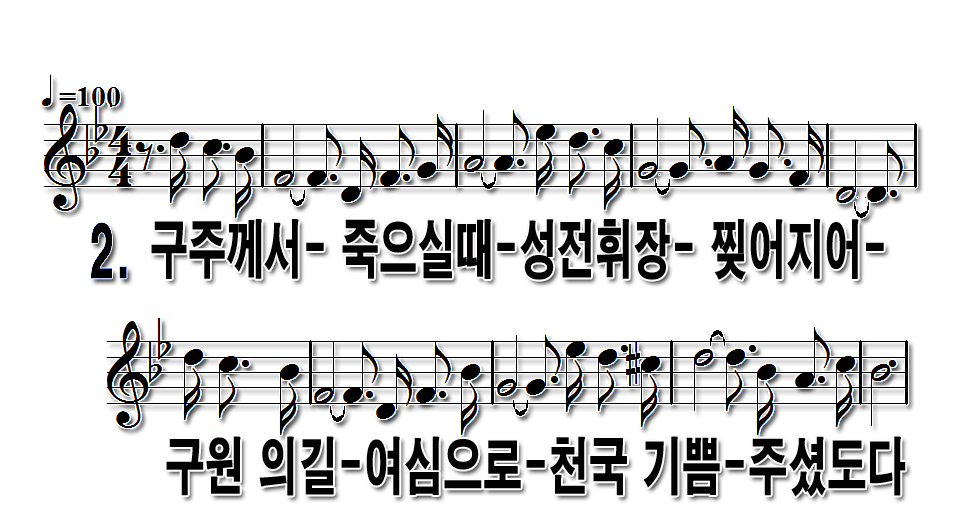 ♩=100
2. 구주께서- 죽으실때-성전휘장- 찢어지어-
구원 의길-여심으로-천국 기쁨-주셨도다